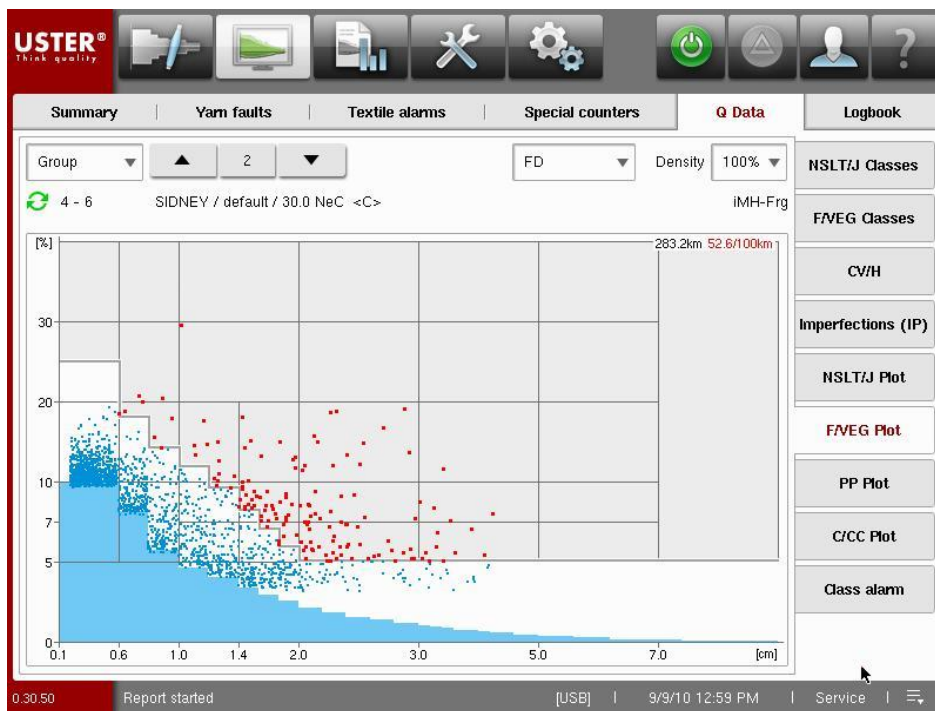 USTER®
Think quality
?
Summary | Yarn faults | Textile alarms | Special counters Q Data Logbook
Group 2 FD Density 100%
4 - 6 SIDNEY / default / 30.0 NeC <C> iMH-Frg
[%] 283.2km 52.6/100km
30
20
10
7
5
0
0.1 0.6 1.0 1.4 2.0 3.0 5.0 7.0 [cm]
NSLT/J Classes
F/VEG Classes
CV/H
Imperfections (IP)
NSLT/J Plot
F/VEG Plot
PP Plot
C/CC Plot
Class alarm
0.30.50 Report started [USB] | 9/9/10 12:59 PM | Service |